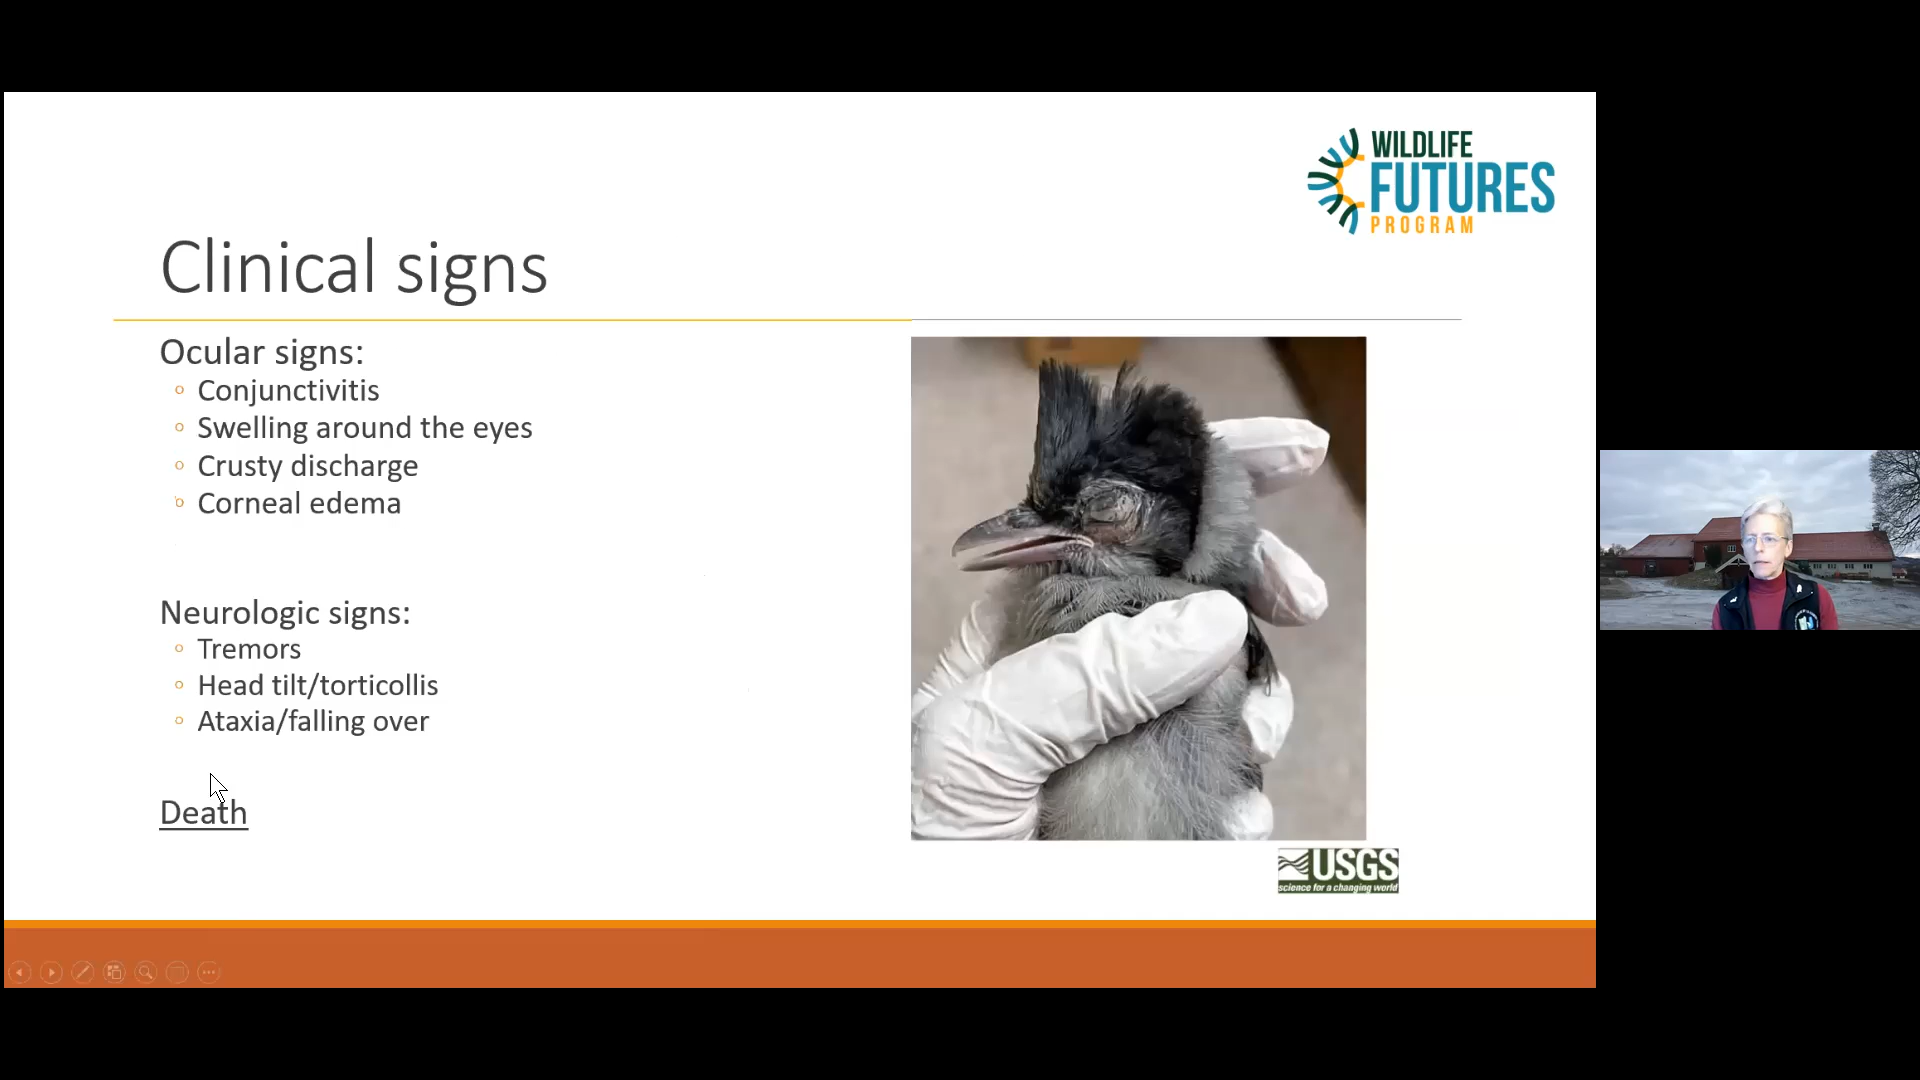 WILDLIFE
FUTURES
PROGRAM
Clinical signs
Ocular signs:
Conjunctivitis
Swelling around the eyes
Crusty discharge
Corneal edema
Neurologic signs:
Tremors
Head tilt/torticollis
Ataxia/falling over
Death
USGS
science for a changing world